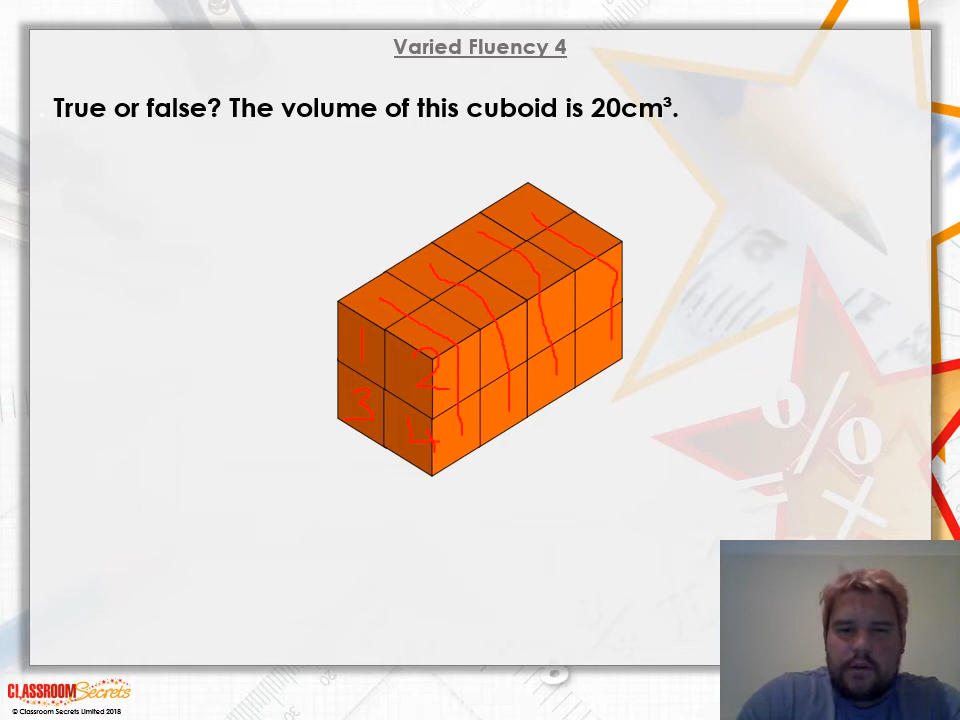 Varied Fluency 4
True or false? The volume of this cuboid is 20cm³.
1
2
3
4
CLASSROOM Secrets
© Classroom Secrets Limited 2018